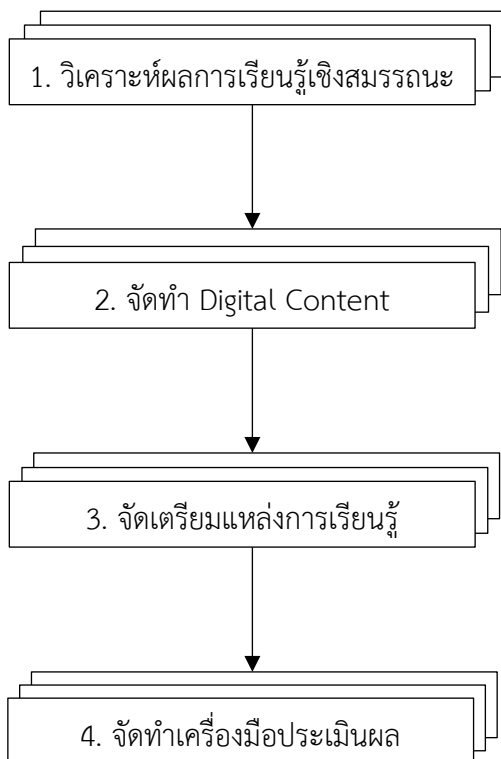 1. วิเคราะห์ผลการเรียนรู้เชิงสมรรถนะ
2. จัดทำ Digital Content
3. จัดเตรียมแหล่งการเรียนรู้
4. จัดทำเครื่องมือประเมินผล